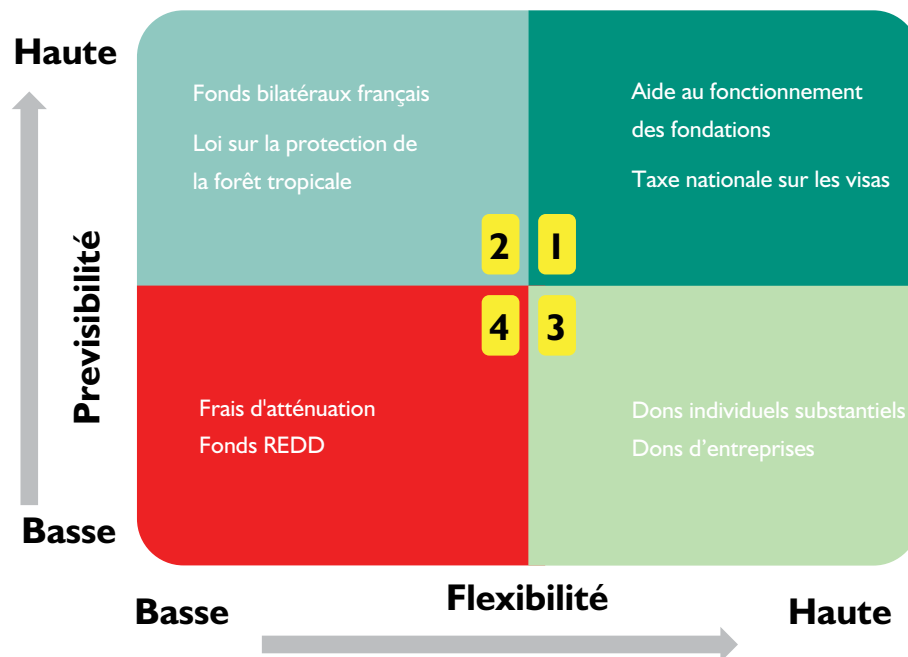 Haute
Fonds bilatéraux français
Loi sur la protection de
la forêt tropicale
Aide au fonctionnement
des fondations
Taxe nationale sur les visas
2
1
Previsibilité
4
3
Frais d'atténuation
Fonds REDD
Dons individuels substantiels
Dons d’entreprises
Basse
Basse
Flexibilité
Haute